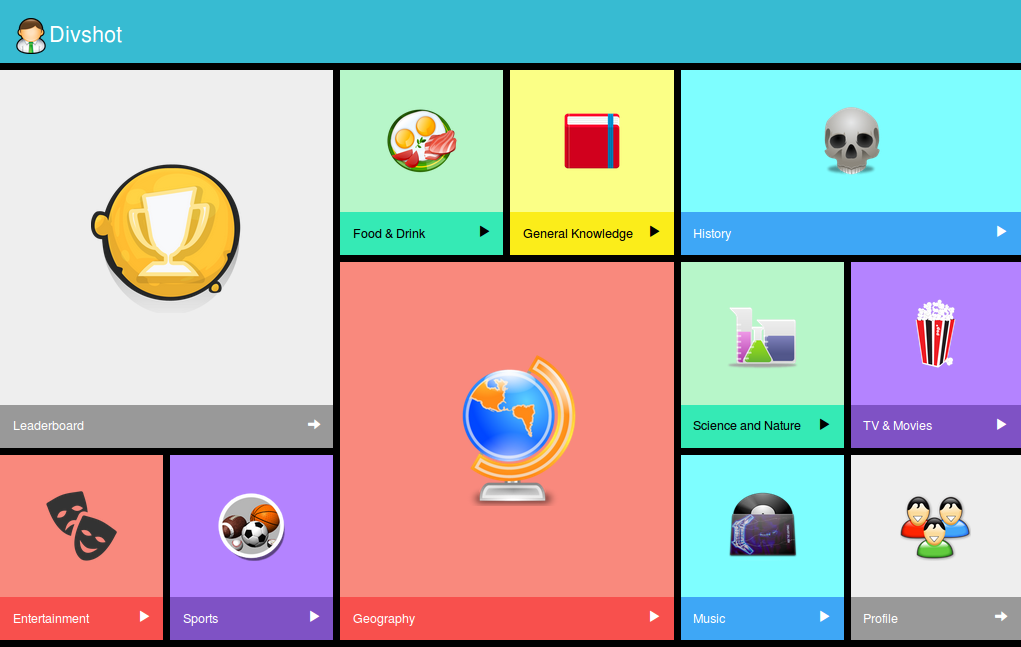 Divshot
Food & Drink
General Knowledge
History
Leaderboard
Science and Nature
TV & Movies
Entertainment
Sports
Geography
Music
Profile